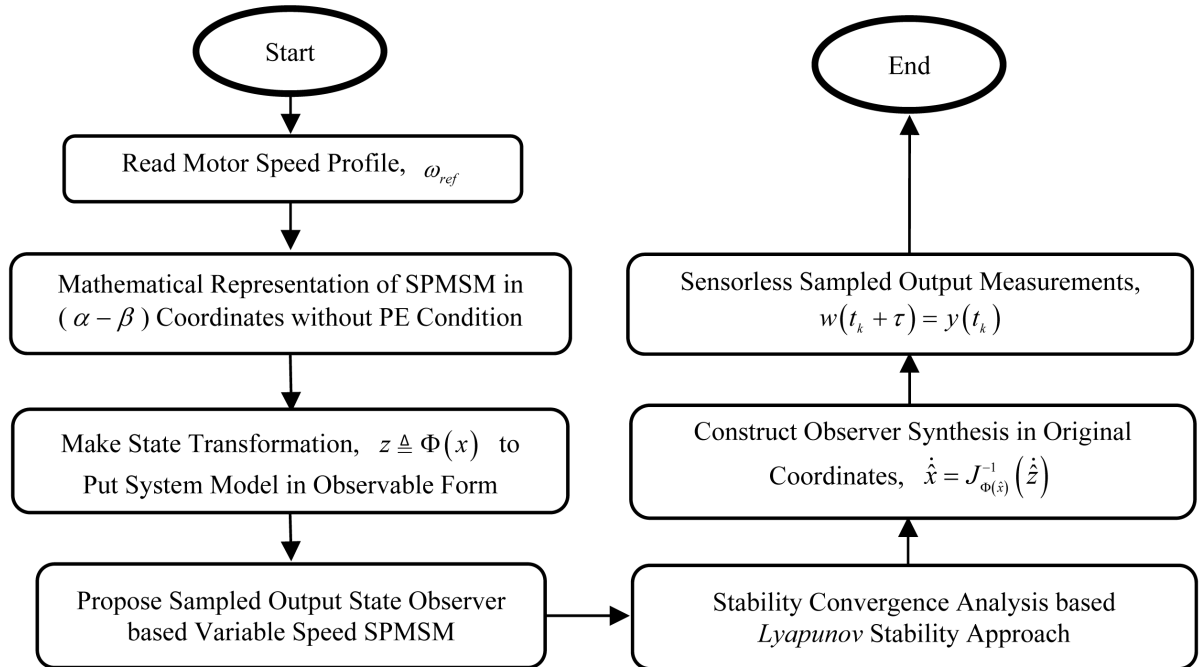 Start
Read Motor Speed Profile, ω_ref
Mathematical Representation of SPMSM in
(α − β) Coordinates without PE Condition
Make State Transformation, z ≜ Φ(x) to
Put System Model in Observable Form
Propose Sampled Output State Observer
based Variable Speed SPMSM
Stability Convergence Analysis based
Lyapunov Stability Approach
Construct Observer Synthesis in Original
Coordinates, x̂̇ = J⁻¹_Φ(x̂) (ẑ̇)
Sensorless Sampled Output Measurements,
w(t_k + τ) = y(t_k)
End